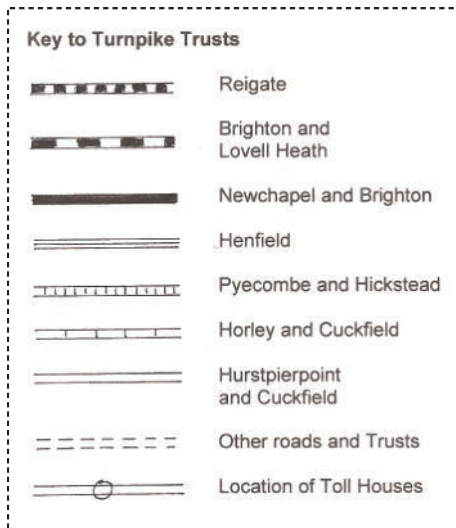 Key to Turnpike Trusts
Reigate
Brighton and
Lovell Heath
Newchapel and Brighton
Henfield
Pyecombe and Hickstead
Horley and Cuckfield
Hurstpierpoint
and Cuckfield
Other roads and Trusts
Location of Toll Houses